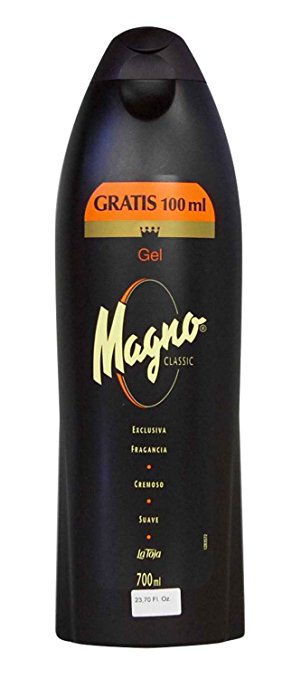 GRATIS 100 ml
Gel
Magno®
CLASSIC
EXCLUSIVA
FRAGANCIA
CREMOSO
SUAVE
La Toja
700 ml
23,70 Fl. Oz.